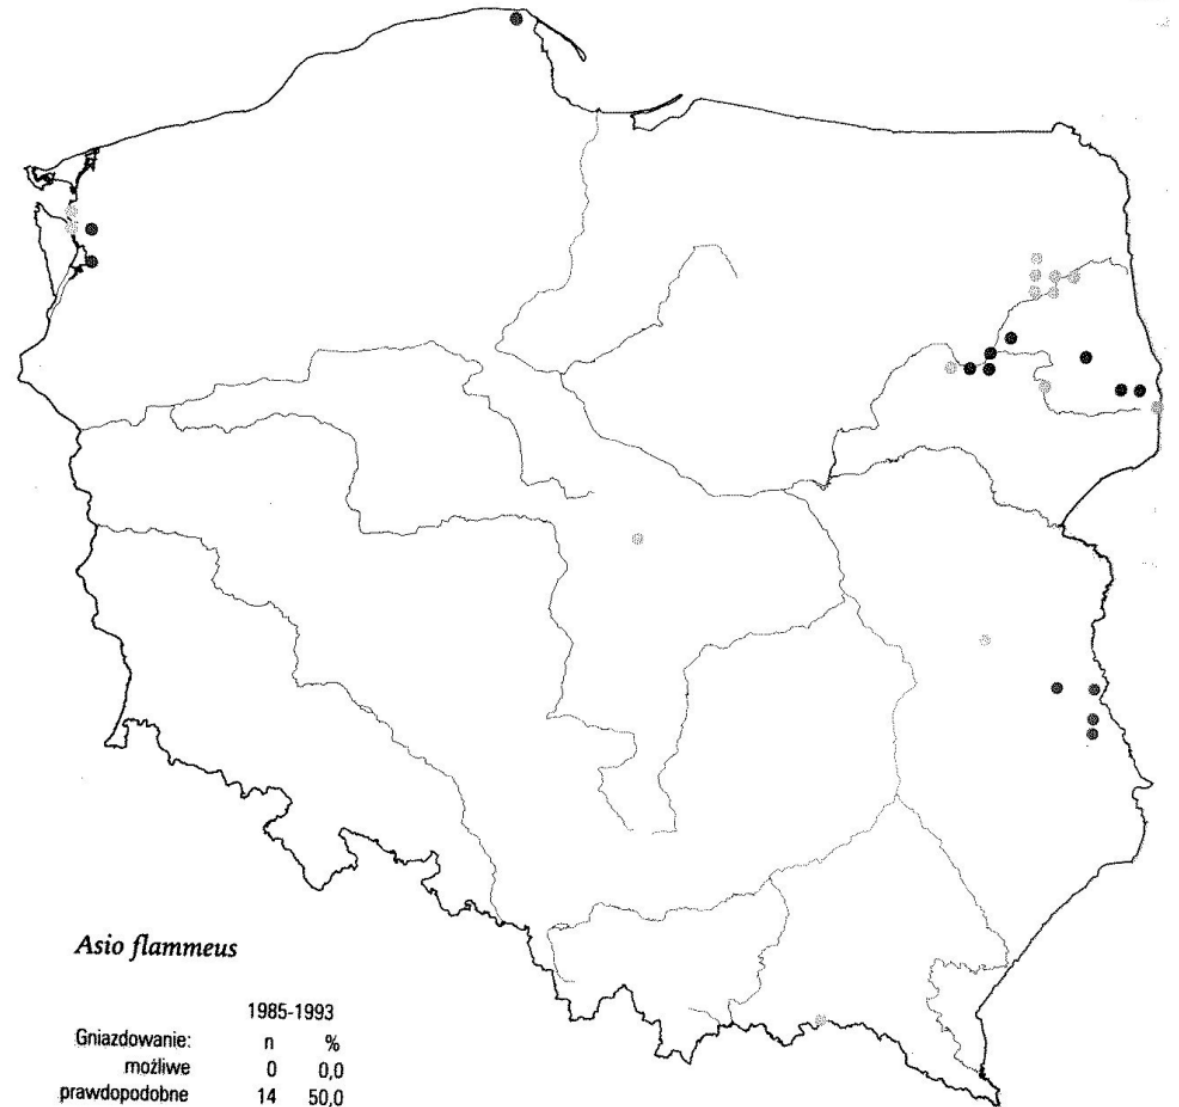 Asio flammeus
1985-1993
Gniazdowanie: n %
możliwe 0 0,0
prawdopodobne 14 50,0